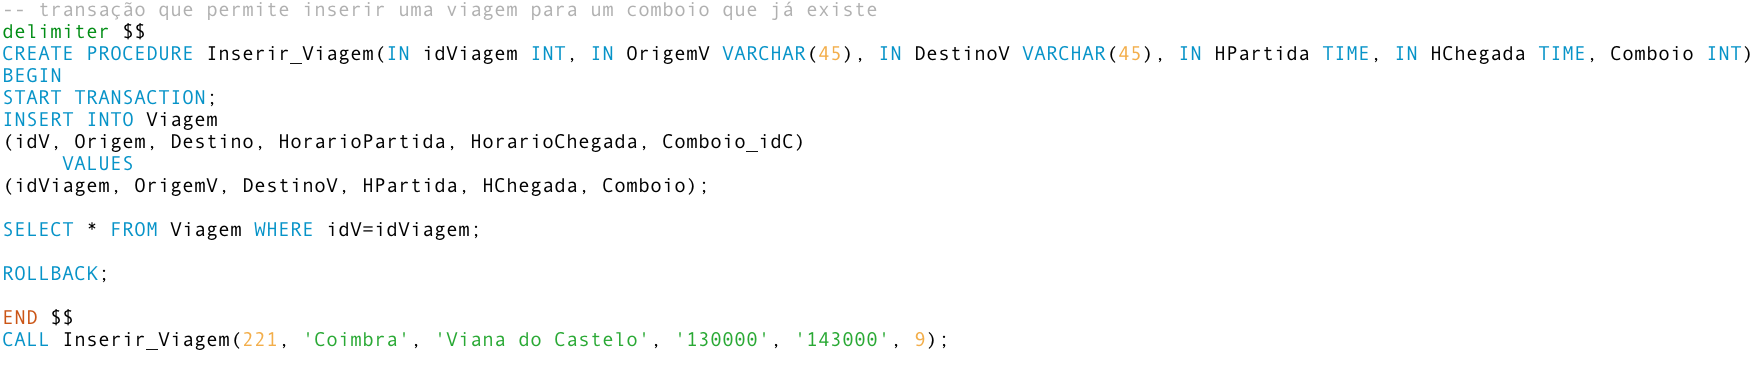 -- transação que permite inserir uma viagem para um comboio que já existe
delimiter $$
CREATE PROCEDURE Inserir_Viagem(IN idViagem INT, IN OrigemV VARCHAR(45), IN DestinoV VARCHAR(45), IN HPartida TIME, IN HChegada TIME, Comboio INT)
BEGIN
START TRANSACTION;
INSERT INTO Viagem
(idV, Origem, Destino, HorarioPartida, HorarioChegada, Comboio_idC)
     VALUES
(idViagem, OrigemV, DestinoV, HPartida, HChegada, Comboio);
SELECT * FROM Viagem WHERE idV=idViagem;
ROLLBACK;
END $$
CALL Inserir_Viagem(221, 'Coimbra', 'Viana do Castelo', '130000', '143000', 9);